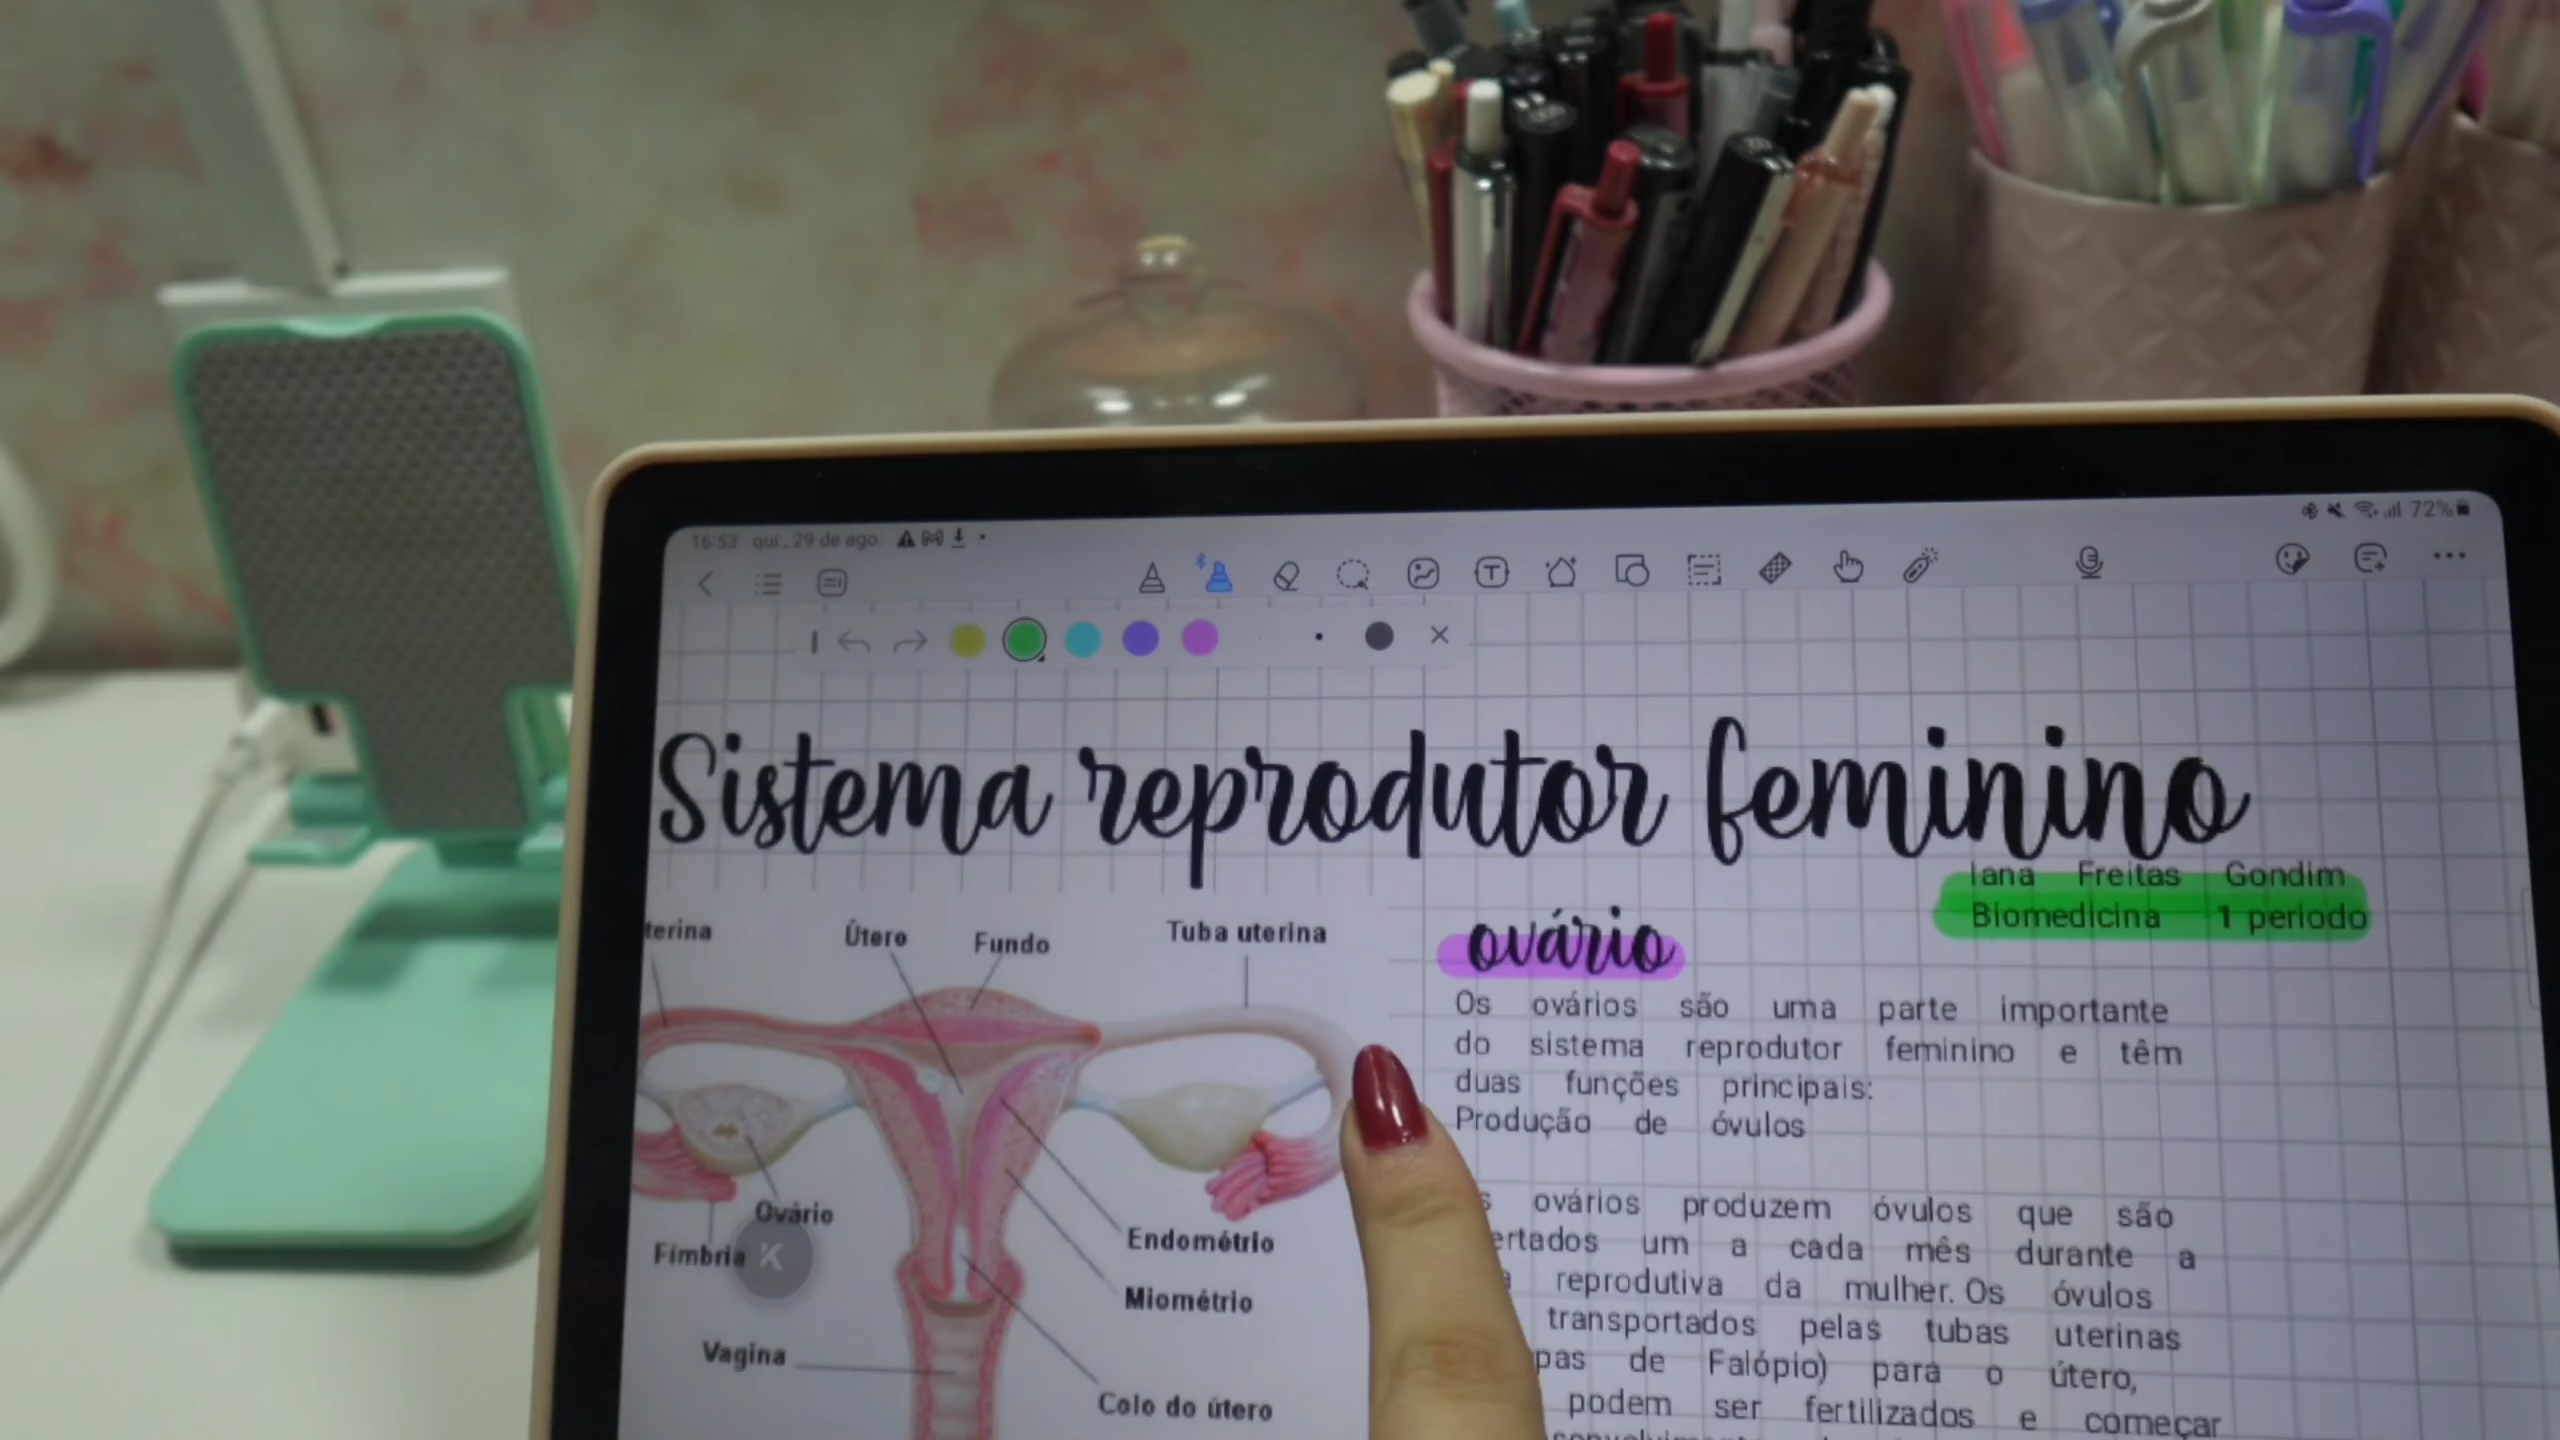 16:53 qui., 29 de ago.
72%
Sistema reprodutor feminino
Iana Freitas Gondim
Biomedicina 1 periodo
terina
Útero
Fundo
Tuba uterina
Ovário
Fímbria
K
Endométrio
Miométrio
Vagina
Colo do útero
ovário
Os ovários são uma parte importante
do sistema reprodutor feminino e têm
duas funções principais:
Produção de óvulos
s ovários produzem óvulos que são
ertados um a cada mês durante a
a reprodutiva da mulher. Os óvulos
transportados pelas tubas uterinas
pas de Falópio) para o útero,
podem ser fertilizados e começar